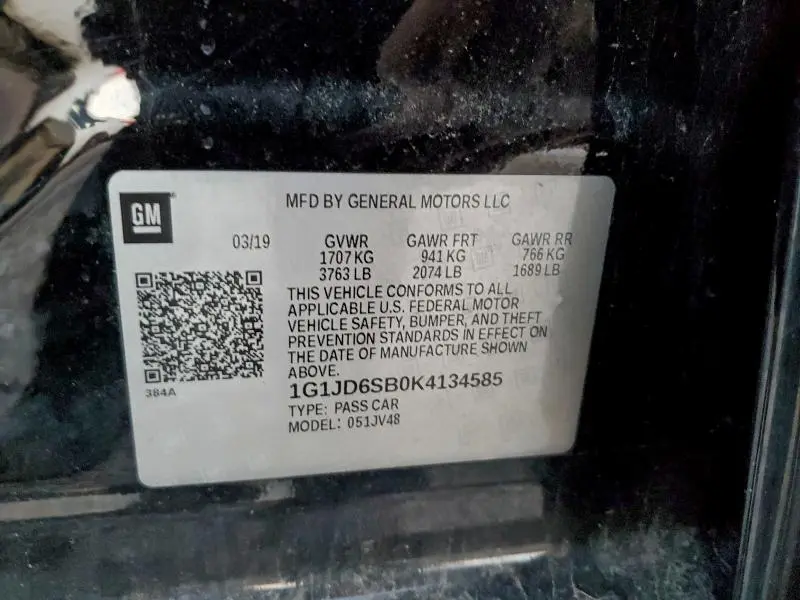 GM
MFD BY GENERAL MOTORS LLC
03/19 GVWR GAWR FRT GAWR RR
1707 KG 941 KG 766 KG
3763 LB 2074 LB 1689 LB
THIS VEHICLE CONFORMS TO ALL
APPLICABLE U.S. FEDERAL MOTOR
VEHICLE SAFETY, BUMPER, AND THEFT
PREVENTION STANDARDS IN EFFECT ON
THE DATE OF MANUFACTURE SHOWN
ABOVE.
384A
1G1JD6SB0K4134585
TYPE: PASS CAR
MODEL: 051JV48